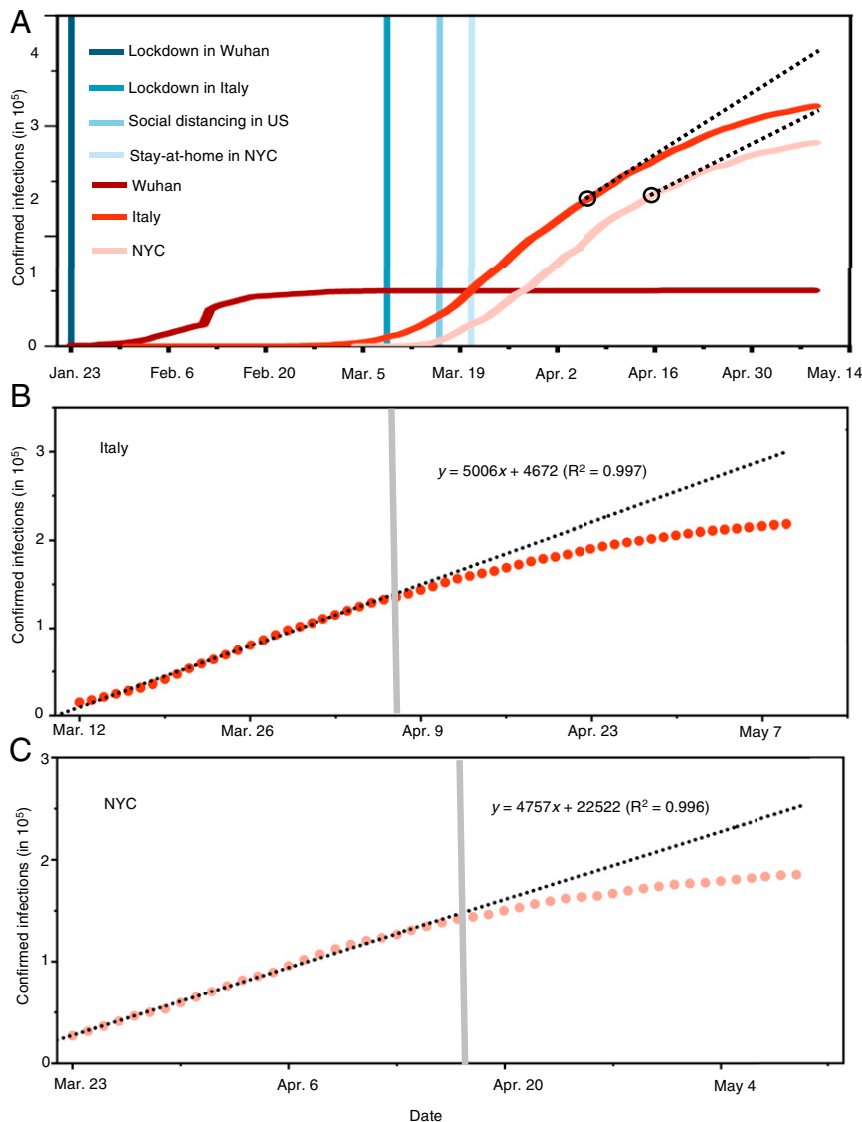 A
Confirmed infections (in 10⁵)
4
3
2
1
0
Lockdown in Wuhan
Lockdown in Italy
Social distancing in US
Stay-at-home in NYC
Wuhan
Italy
NYC
Jan. 23 Feb. 6 Feb. 20 Mar. 5 Mar. 19 Apr. 2 Apr. 16 Apr. 30 May. 14
B
Confirmed infections (in 10⁵)
3
2
1
0
Italy
y = 5006x + 4672 (R² = 0.997)
Mar. 12 Mar. 26 Apr. 9 Apr. 23 May 7
C
Confirmed infections (in 10⁵)
3
2
1
0
NYC
y = 4757x + 22522 (R² = 0.996)
Mar. 23 Apr. 6 Apr. 20 May 4
Date